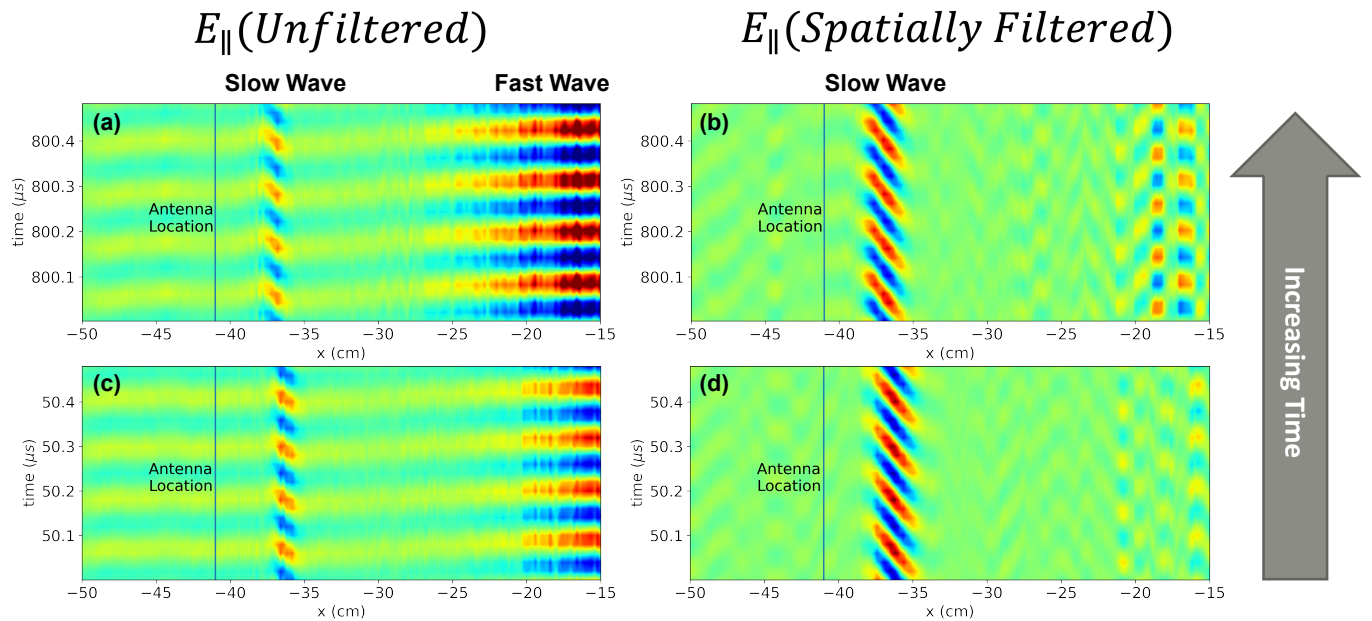 E∥(Unfiltered)
E∥(Spatially Filtered)
Slow Wave
Fast Wave
Slow Wave
(a)
800.4
800.3
800.2
800.1
time (μs)
Antenna
Location
−50
−45
−40
−35
−30
−25
−20
−15
x (cm)
(b)
800.4
800.3
800.2
800.1
time (μs)
Antenna
Location
−50
−45
−40
−35
−30
−25
−20
−15
x (cm)
(c)
50.4
50.3
50.2
50.1
time (μs)
Antenna
Location
−50
−45
−40
−35
−30
−25
−20
−15
x (cm)
(d)
50.4
50.3
50.2
50.1
time (μs)
Antenna
Location
−50
−45
−40
−35
−30
−25
−20
−15
x (cm)
Increasing Time